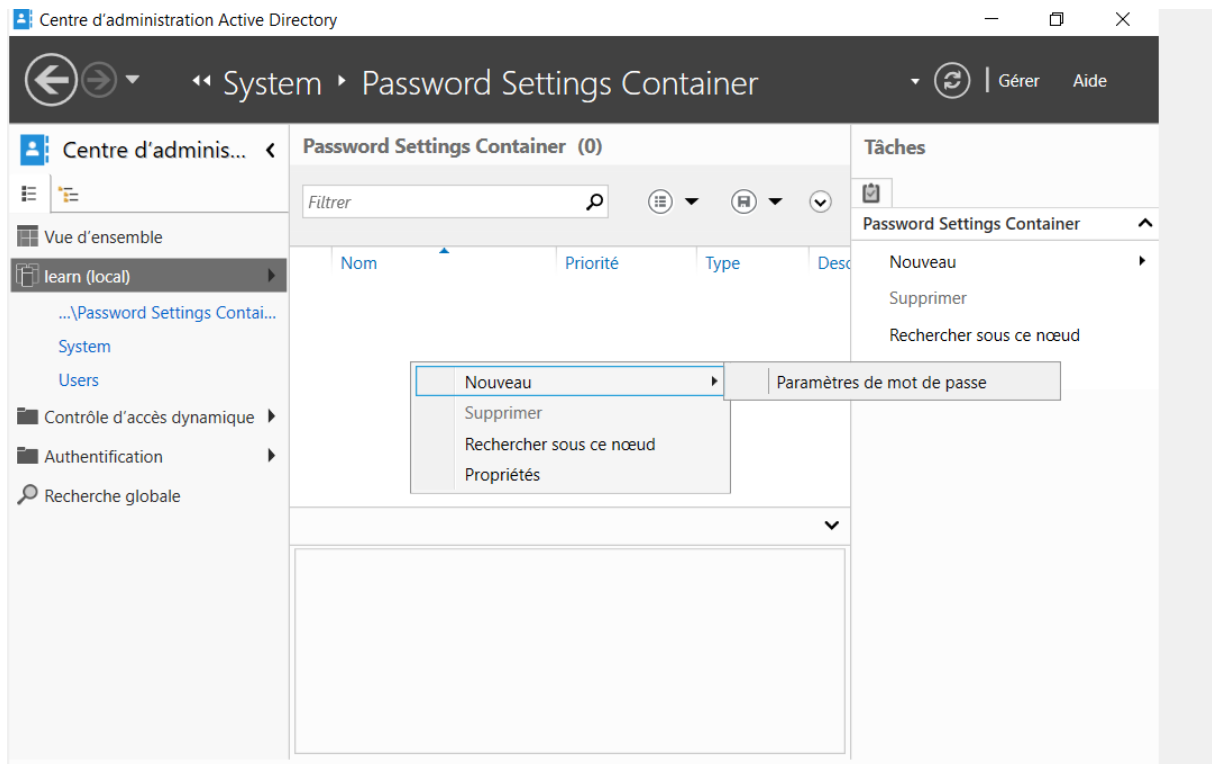 Centre d'administration Active Directory
System Password Settings Container
Gérer Aide
Centre d'adminis...
Vue d'ensemble
learn (local)
...\Password Settings Contai...
System
Users
Contrôle d'accès dynamique
Authentification
Recherche globale
Password Settings Container (0)
Filtrer
Nom Priorité Type Desc
Nouveau
Supprimer
Rechercher sous ce nœud
Propriétés
Paramètres de mot de passe
Tâches
Password Settings Container
Nouveau
Supprimer
Rechercher sous ce nœud